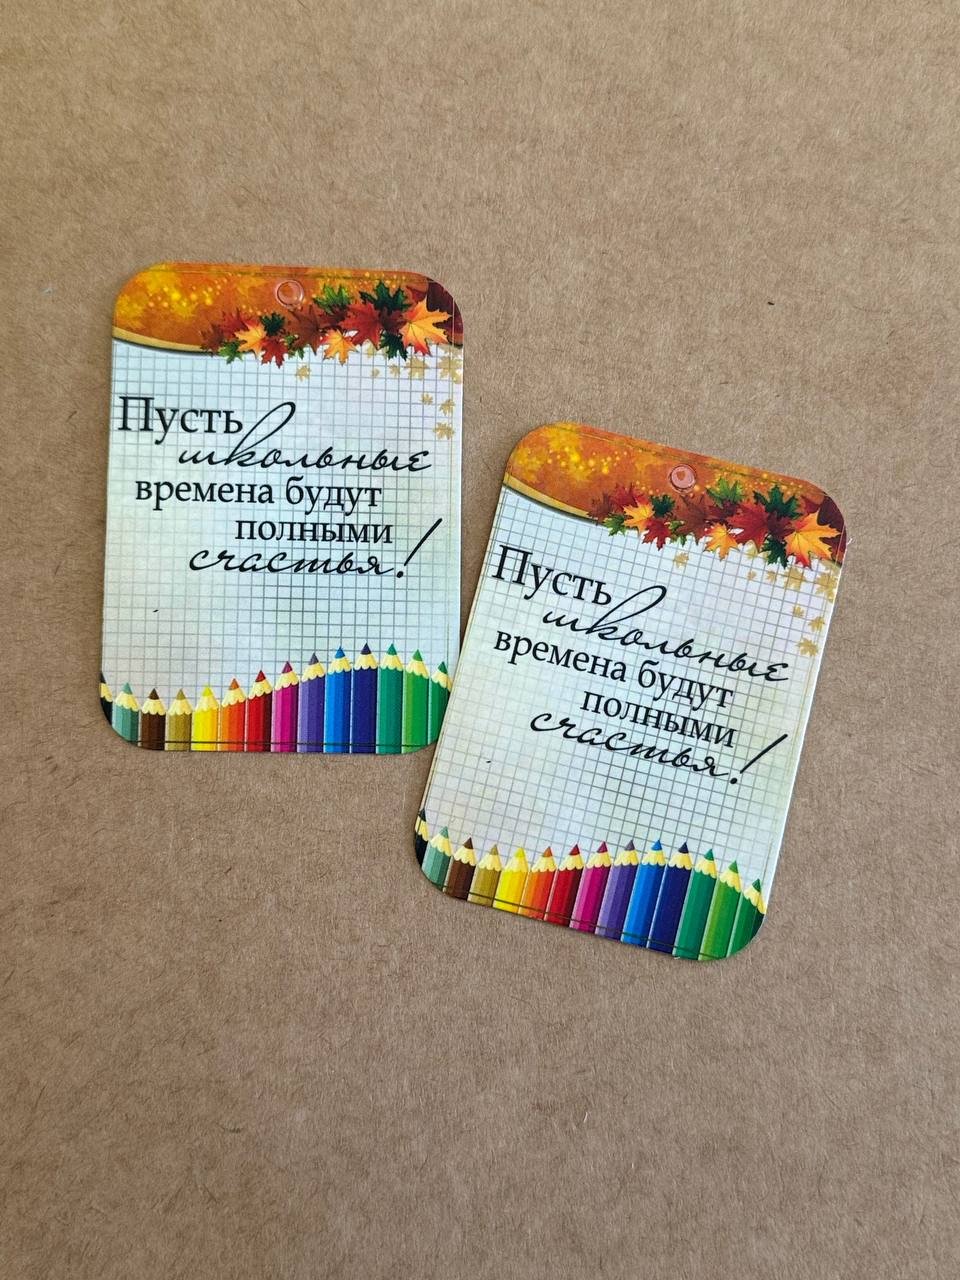 Пусть
школьные
времена будут
полными
счастья!
Пусть
школьные
времена будут
полными
счастья!